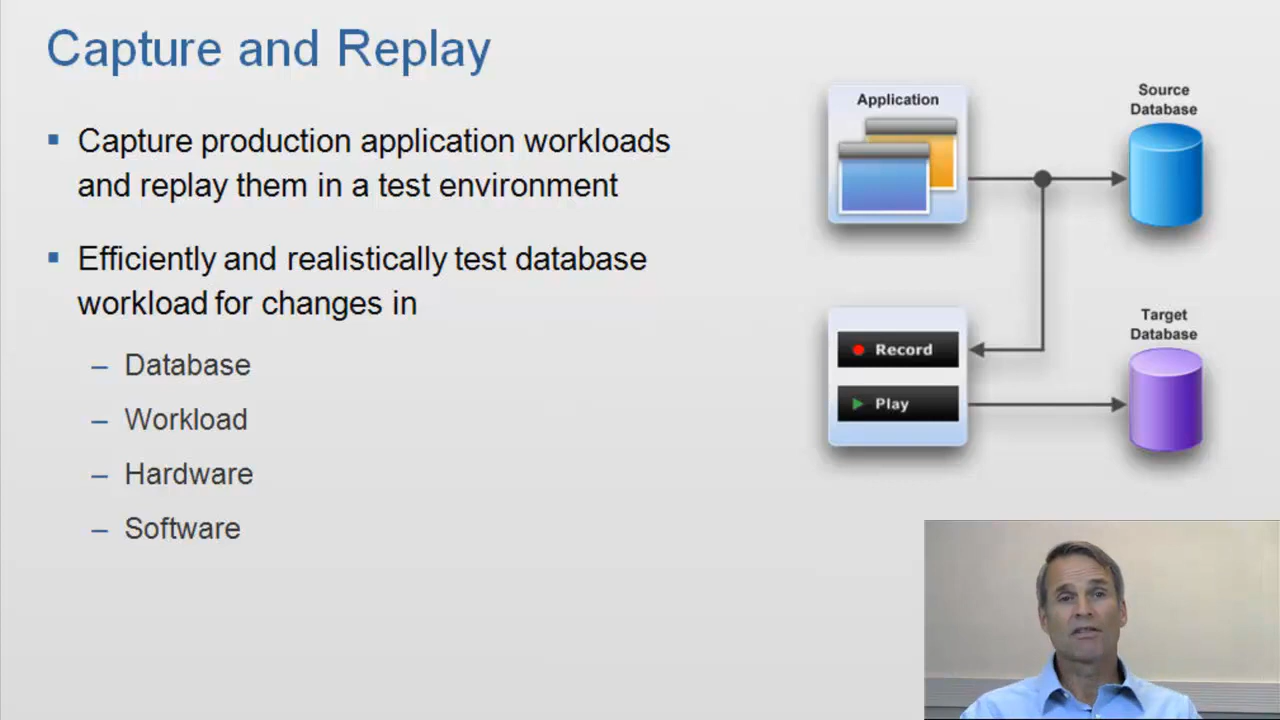 Capture and Replay
▪ Capture production application workloads
and replay them in a test environment
▪ Efficiently and realistically test database
workload for changes in
– Database
– Workload
– Hardware
– Software
Application
Source
Database
Record
Play
Target
Database